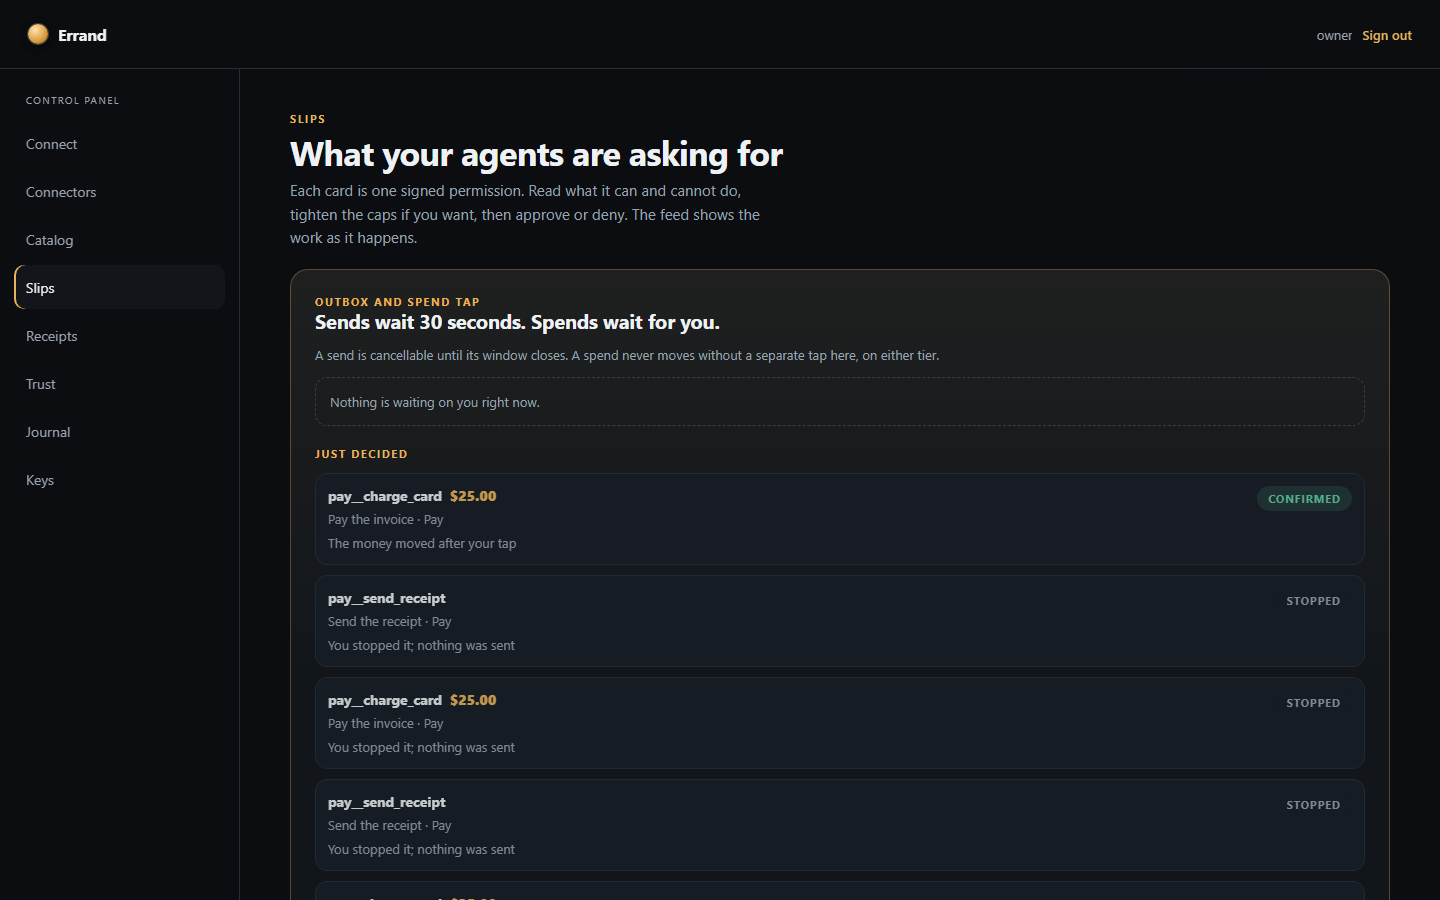 Errand
owner Sign out
CONTROL PANEL
Connect
Connectors
Catalog
Slips
Receipts
Trust
Journal
Keys
SLIPS
What your agents are asking for
Each card is one signed permission. Read what it can and cannot do,
tighten the caps if you want, then approve or deny. The feed shows the
work as it happens.
OUTBOX AND SPEND TAP
Sends wait 30 seconds. Spends wait for you.
A send is cancellable until its window closes. A spend never moves without a separate tap here, on either tier.
Nothing is waiting on you right now.
JUST DECIDED
pay__charge_card $25.00
CONFIRMED
Pay the invoice · Pay
The money moved after your tap
pay__send_receipt
STOPPED
Send the receipt · Pay
You stopped it; nothing was sent
pay__charge_card $25.00
STOPPED
Pay the invoice · Pay
You stopped it; nothing was sent
pay__send_receipt
STOPPED
Send the receipt · Pay
You stopped it; nothing was sent